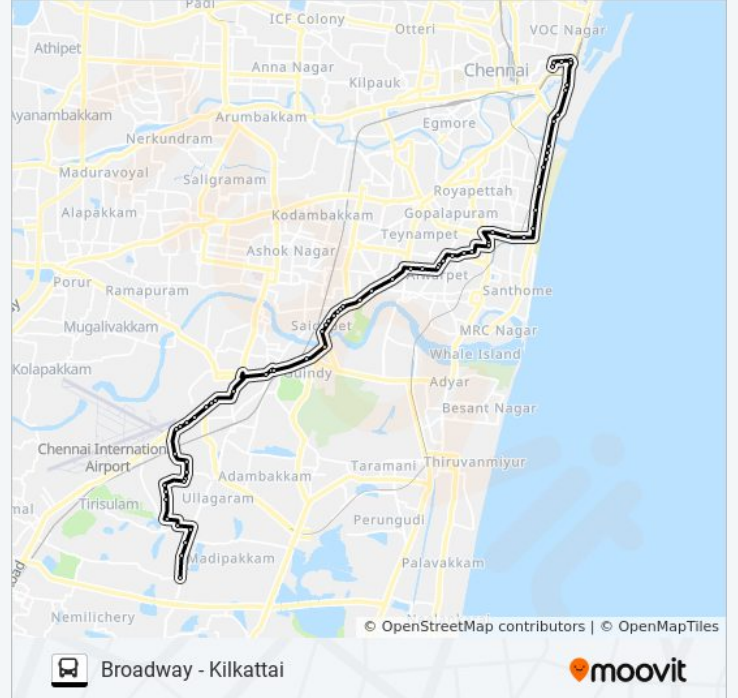 Padi
ICF Colony
Otteri
VOC Nagar
Athipet
Anna Nagar
Kilpauk
Chennai
Ayanambakkam
Arumbakkam
Egmore
Nerkundram
Maduravoyal
Saligramam
Royapettah
Alapakkam
Kodambakkam
Gopalapuram
Teynampet
Ashok Nagar
Porur
Ramapuram
Alwarpet
Santhome
Mugalivakkam
Saidapet
MRC Nagar
Kolapakkam
Whale Island
Guindy
Adyar
Besant Nagar
Chennai International
Airport
Adambakkam
Taramani
Thiruvanmiyur
Tirisulam
Ullagaram
Perungudi
Madipakkam
Palavakkam
Nemilichery
© OpenStreetMap contributors | © OpenMapTiles
Broadway - Kilkattai
moovit